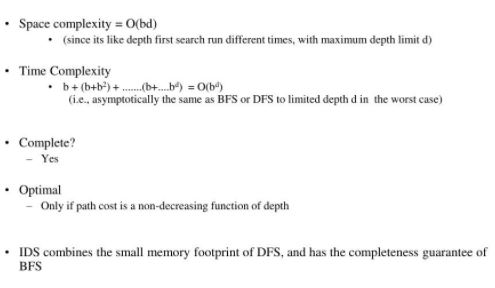 • Space complexity = O(bd)
• (since its like depth first search run different times, with maximum depth limit d)
• Time Complexity
• b + (b+b²) + .......(b+....bᵈ) = O(bᵈ)
(i.e., asymptotically the same as BFS or DFS to limited depth d in the worst case)
• Complete?
– Yes
• Optimal
– Only if path cost is a non-decreasing function of depth
• IDS combines the small memory footprint of DFS, and has the completeness guarantee of
BFS